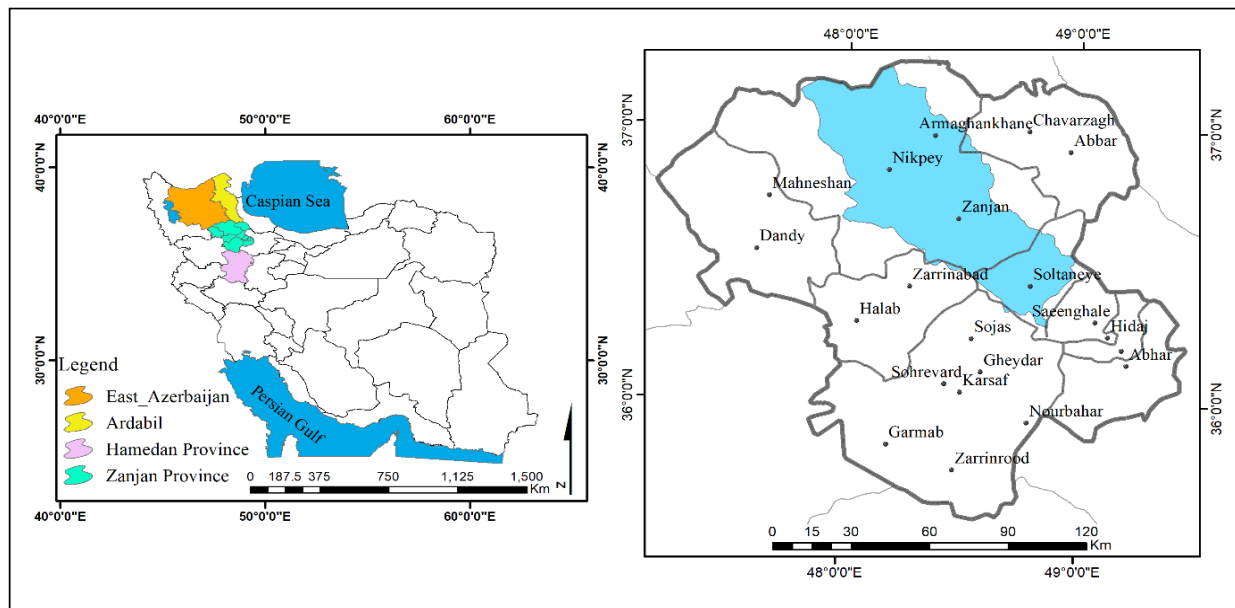 40°0'0"E
50°0'0"E
60°0'0"E
40°0'0"N
40°0'0"N
30°0'0"N
30°0'0"N
Caspian Sea
Persian Gulf
Legend
East_Azerbaijan
Ardabil
Hamedan Province
Zanjan Province
0 187.5 375 750 1,125 1,500
Km
N
40°0'0"E
50°0'0"E
60°0'0"E
48°0'0"E
49°0'0"E
37°0'0"N
37°0'0"N
Armaghankhane
Chavarzagh
Abbar
Nikpey
Mahneshan
Zanjan
Dandy
Zarrinabad
Soltaneye
Halab
Saeenghale
Sojas
Hidaj
Abhar
Gheydar
Sohrevard
Karsaf
36°0'0"N
36°0'0"N
Nourbahar
Garmab
Zarrinrood
0 15 30 60 90 120
Km
48°0'0"E
49°0'0"E